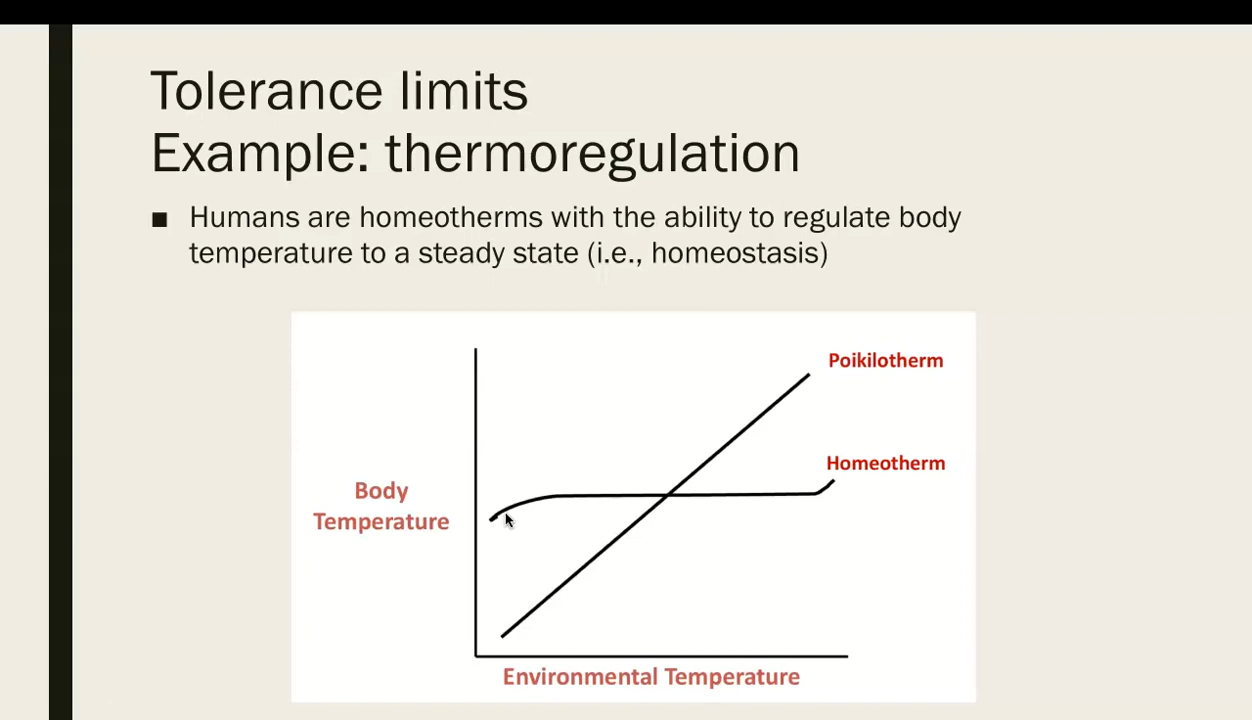 Tolerance limits
Example: thermoregulation
■ Humans are homeotherms with the ability to regulate body
temperature to a steady state (i.e., homeostasis)
Poikilotherm
Homeotherm
Body
Temperature
Environmental Temperature